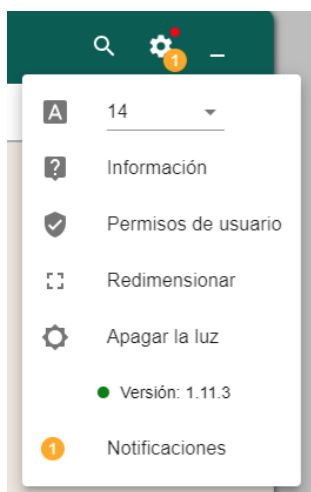 1
A 14
Información
Permisos de usuario
Redimensionar
Apagar la luz
Versión: 1.11.3
1 Notificaciones